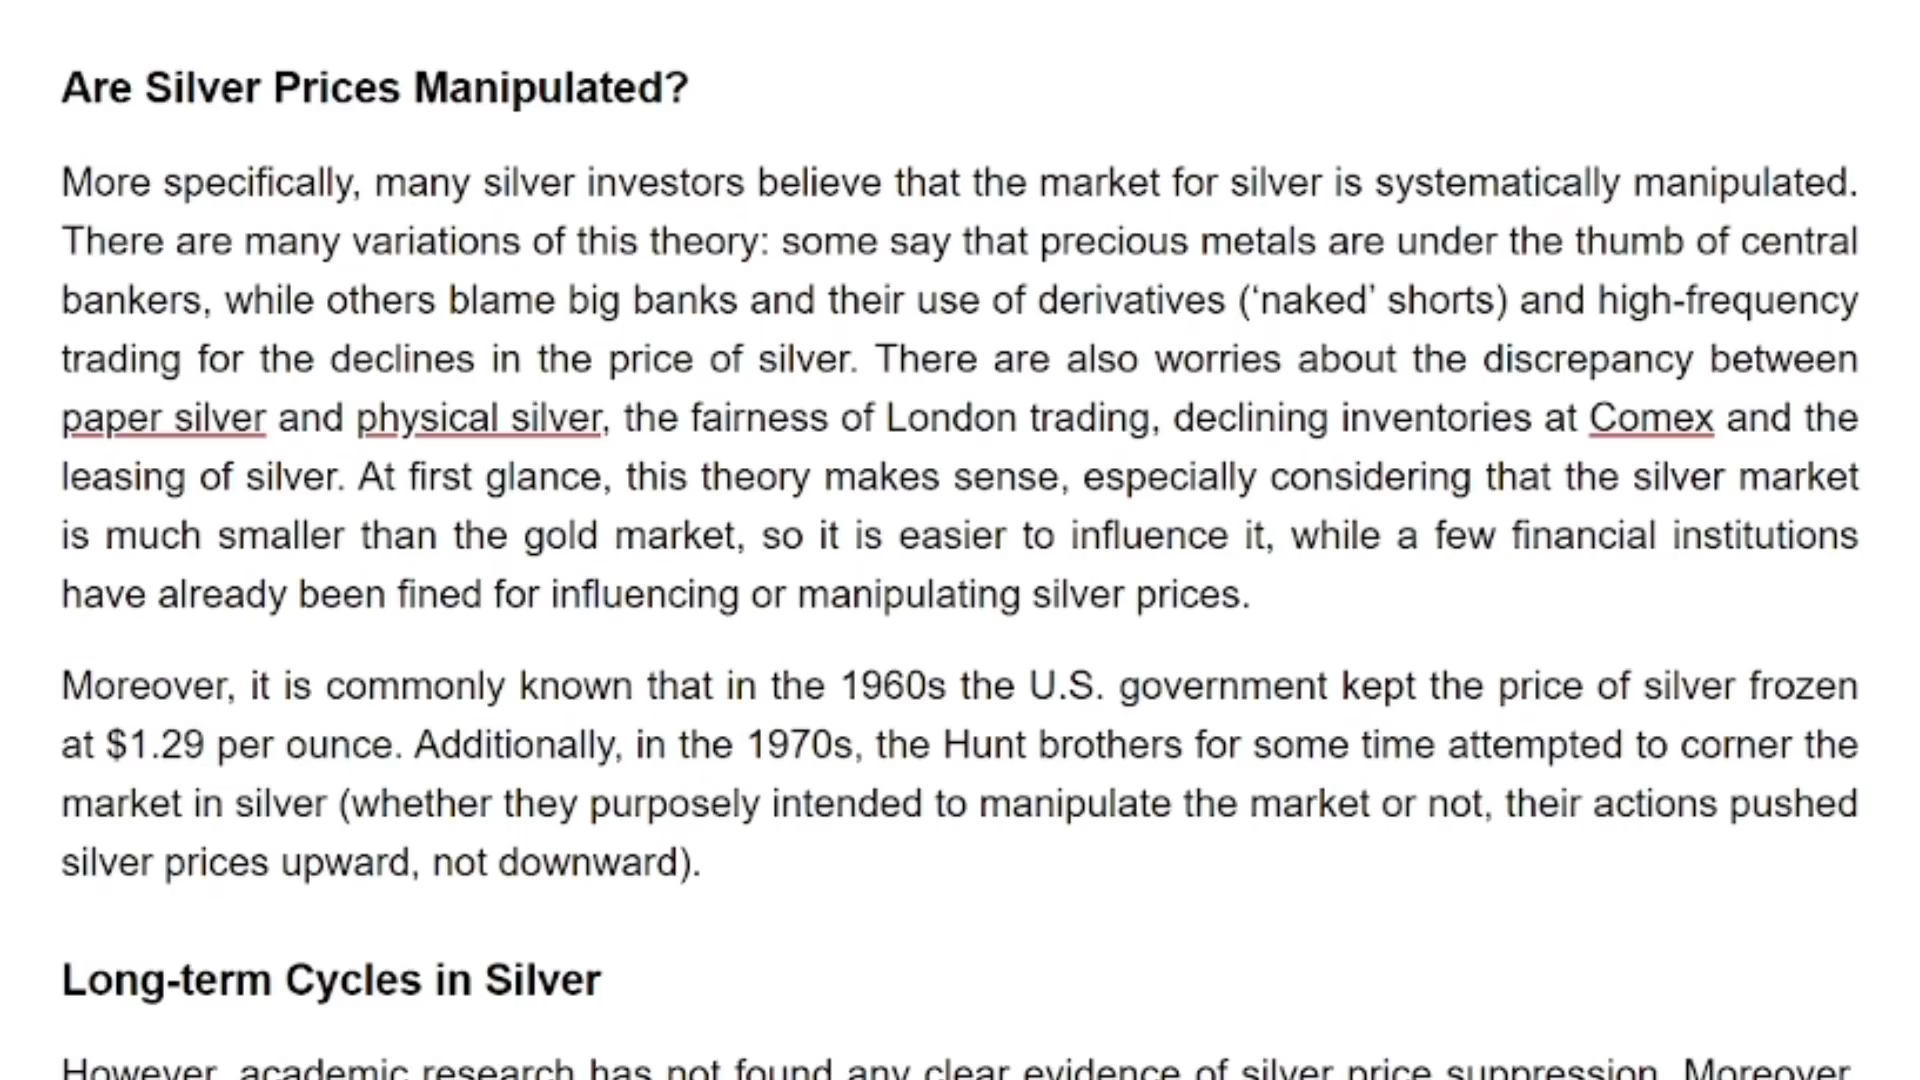 Are Silver Prices Manipulated?
More specifically, many silver investors believe that the market for silver is systematically manipulated.
There are many variations of this theory: some say that precious metals are under the thumb of central
bankers, while others blame big banks and their use of derivatives (‘naked’ shorts) and high-frequency
trading for the declines in the price of silver. There are also worries about the discrepancy between
paper silver and physical silver, the fairness of London trading, declining inventories at Comex and the
leasing of silver. At first glance, this theory makes sense, especially considering that the silver market
is much smaller than the gold market, so it is easier to influence it, while a few financial institutions
have already been fined for influencing or manipulating silver prices.
Moreover, it is commonly known that in the 1960s the U.S. government kept the price of silver frozen
at $1.29 per ounce. Additionally, in the 1970s, the Hunt brothers for some time attempted to corner the
market in silver (whether they purposely intended to manipulate the market or not, their actions pushed
silver prices upward, not downward).
Long-term Cycles in Silver
However, academic research has not found any clear evidence of silver price suppression. Moreover,